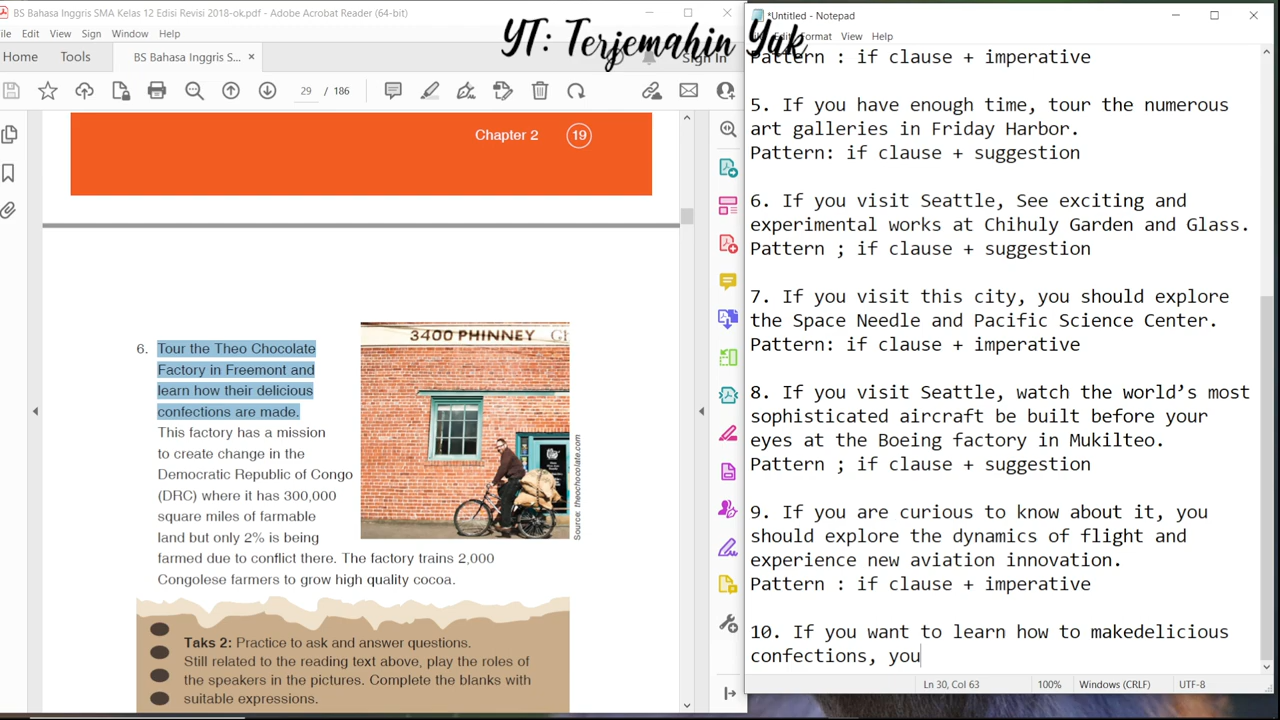 BS Bahasa Inggris SMA Kelas 12 Edisi Revisi 2018-ok.pdf - Adobe Acrobat Reader (64-bit)
ile Edit View Sign Window Help
Home Tools BS Bahasa Inggris S... × Sign In
29 / 186
YT: Terjemahin Yuk
Chapter 2 19
6. Tour the Theo Chocolate
Factory in Freemont and
learn how their delicious
confections are made.
This factory has a mission
to create change in the
Democratic Republic of Congo
(DTC) where it has 300,000
square miles of farmable
land but only 2% is being
farmed due to conflict there. The factory trains 2,000
Congolese farmers to grow high quality cocoa.
3400 PHINNEY
Source: theochocolate.com
Taks 2: Practice to ask and answer questions.
Still related to the reading text above, play the roles of
the speakers in the pictures. Complete the blanks with
suitable expressions.
*Untitled - Notepad
Edit Format View Help
Pattern : if clause + imperative
5. If you have enough time, tour the numerous
art galleries in Friday Harbor.
Pattern: if clause + suggestion
6. If you visit Seattle, See exciting and
experimental works at Chihuly Garden and Glass.
Pattern ; if clause + suggestion
7. If you visit this city, you should explore
the Space Needle and Pacific Science Center.
Pattern: if clause + imperative
8. If you visit Seattle, watch the world’s most
sophisticated aircraft be built before your
eyes at the Boeing factory in Mukilteo.
Pattern ; if clause + suggestion
9. If you are curious to know about it, you
should explore the dynamics of flight and
experience new aviation innovation.
Pattern : if clause + imperative
10. If you want to learn how to makedelicious
confections, you
Ln 30, Col 63 100% Windows (CRLF) UTF-8